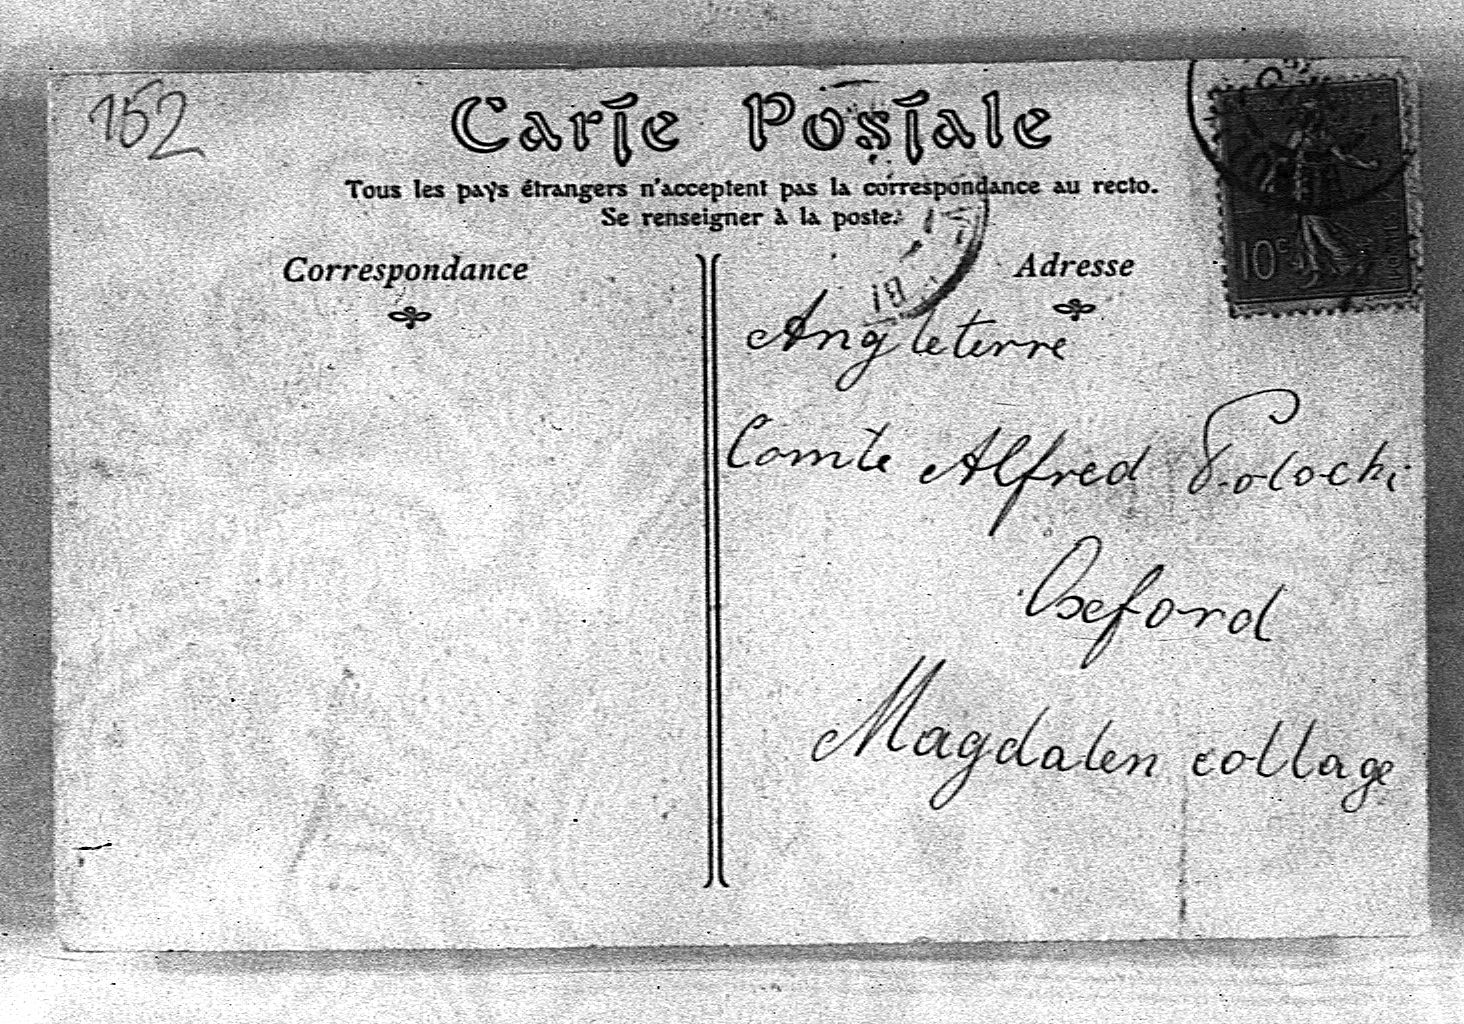 152
Carte Postale
Tous les pays étrangers n'acceptent pas la correspondance au recto.
Se renseigner à la poste.
Correspondance
Adresse
10c
Angleterre
Comte Alfred Polochi
Oxford
Magdalen collage